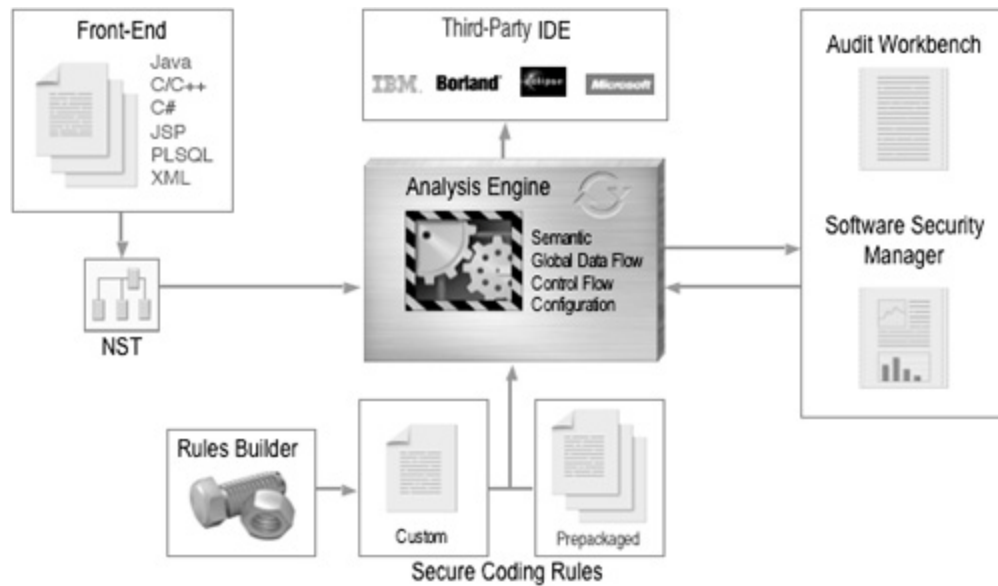 Front-End
Java
C/C++
C#
JSP
PLSQL
XML
Third-Party IDE
IBM. Borland eclipse Microsoft
Audit Workbench
Analysis Engine
Semantic
Global Data Flow
Control Flow
Configuration
Software Security
Manager
NST
Rules Builder
Custom
Prepackaged
Secure Coding Rules